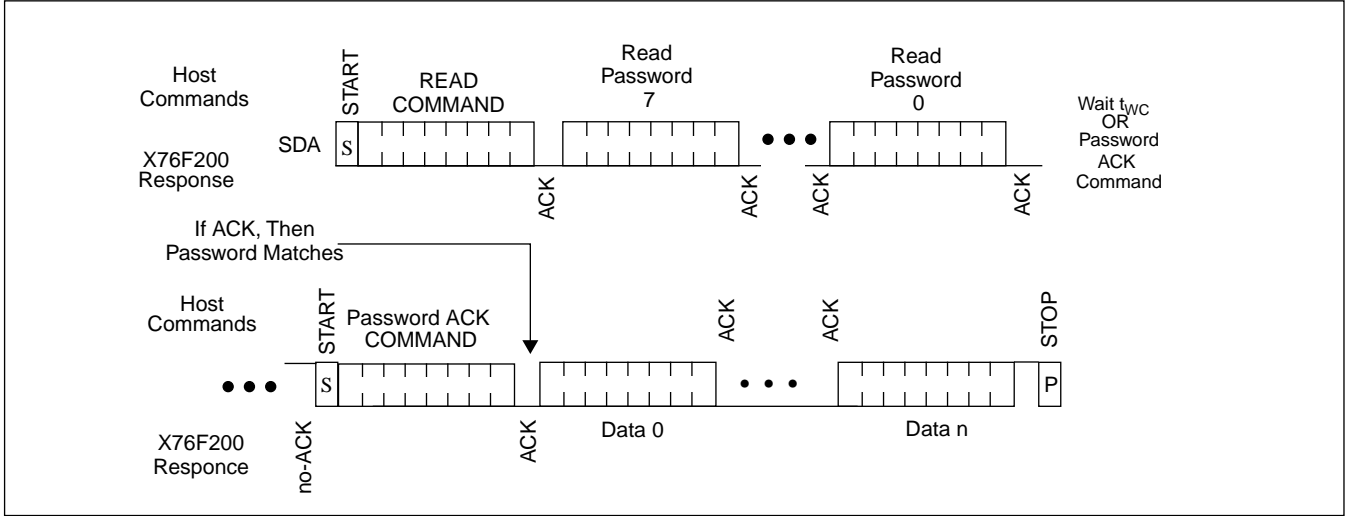 Host
Commands
START
READ
COMMAND
Read
Password
7
Read
Password
0
Wait tWC
OR
Password
ACK
Command
SDA
S
X76F200
Response
ACK
ACK
ACK
ACK
If ACK, Then
Password Matches
Host
Commands
START
Password ACK
COMMAND
ACK
ACK
STOP
S
P
X76F200
Responce
no-ACK
ACK
Data 0
Data n